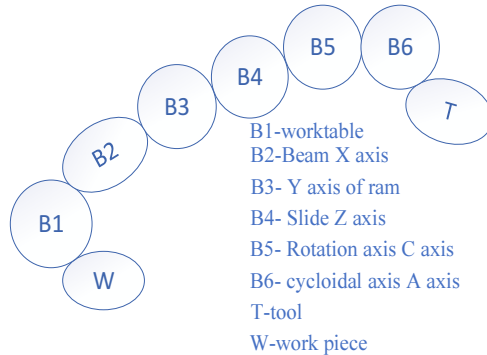 B5
B6
B4
B3
T
B2
B1-worktable
B2-Beam X axis
B3- Y axis of ram
B1
B4- Slide Z axis
B5- Rotation axis C axis
W
B6- cycloidal axis A axis
T-tool
W-work piece